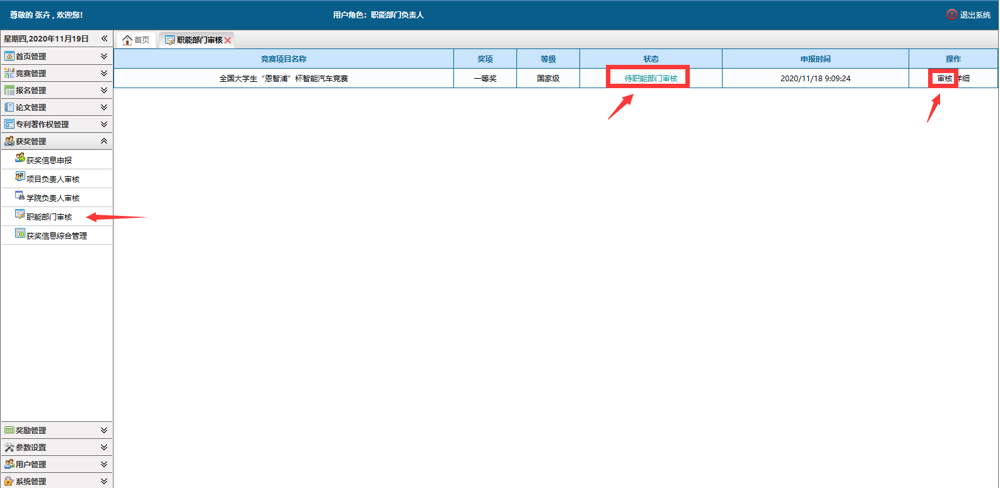 尊敬的 张卉 , 欢迎您!
用户角色：职能部门负责人
退出系统
星期四,2020年11月19日
首页
职能部门审核
首页管理
竞赛管理
报名管理
论文管理
专利著作权管理
获奖管理
获奖信息申报
项目负责人审核
学院负责人审核
职能部门审核
获奖信息综合管理
奖励管理
参数设置
用户管理
系统管理
竞赛项目名称 奖项 等级 状态 申报时间 操作
全国大学生“恩智浦”杯智能汽车竞赛 一等奖 国家级 待职能部门审核 2020/11/18 9:09:24 审核 详细